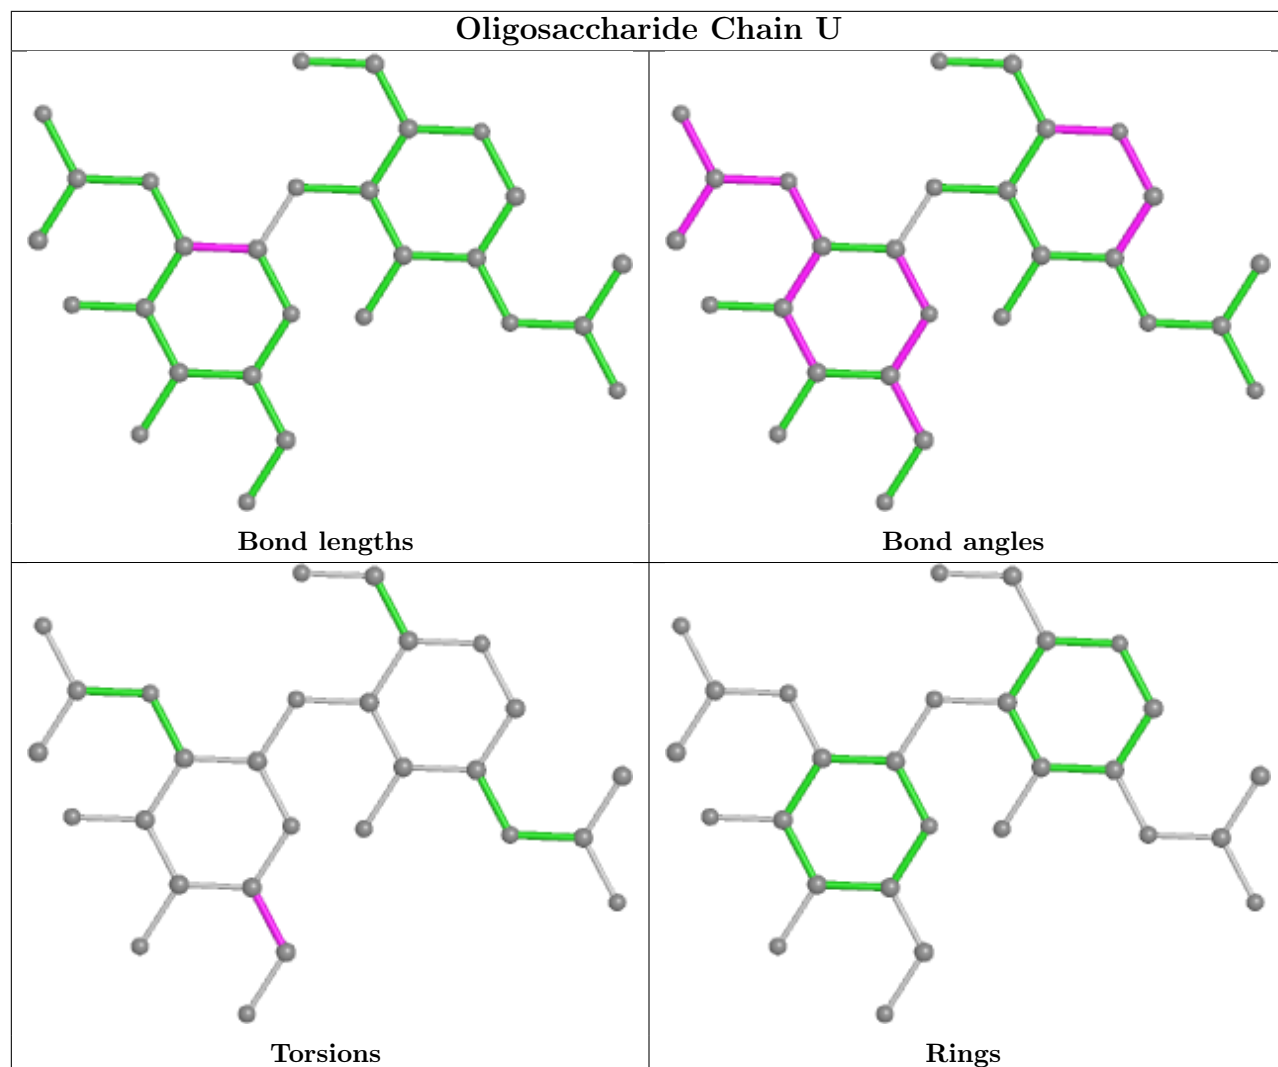 Oligosaccharide Chain U
Bond lengths
Bond angles
Torsions
Rings